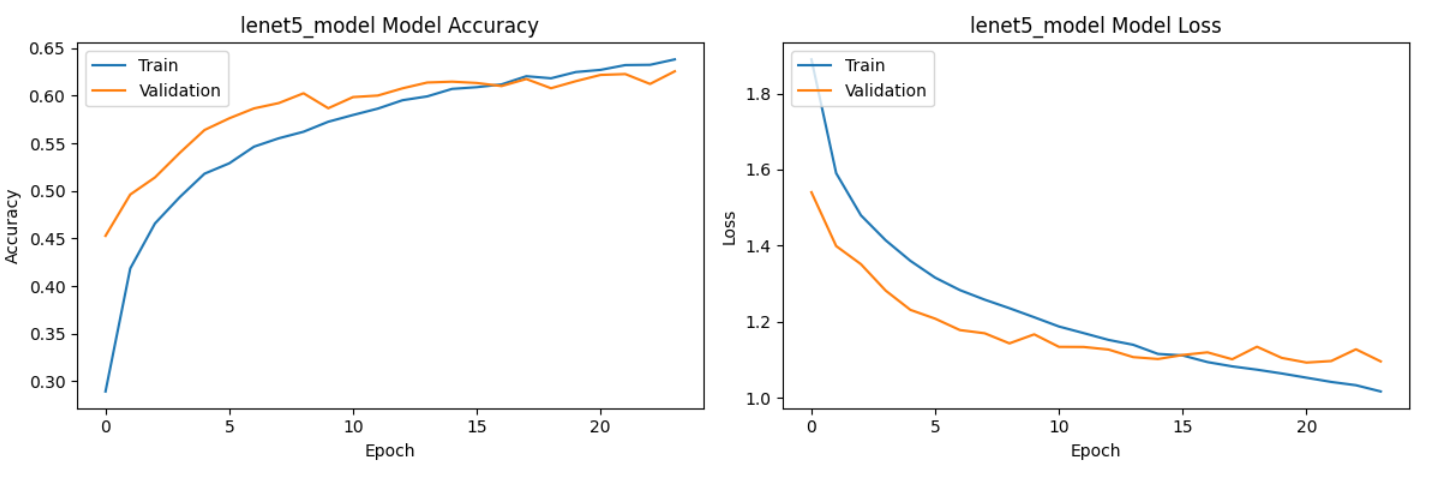 lenet5_model Model Accuracy
Train
Validation
0.65
0.60
0.55
0.50
0.45
0.40
0.35
0.30
Accuracy
0 5 10 15 20
Epoch
lenet5_model Model Loss
Train
Validation
1.8
1.6
1.4
1.2
1.0
Loss
0 5 10 15 20
Epoch